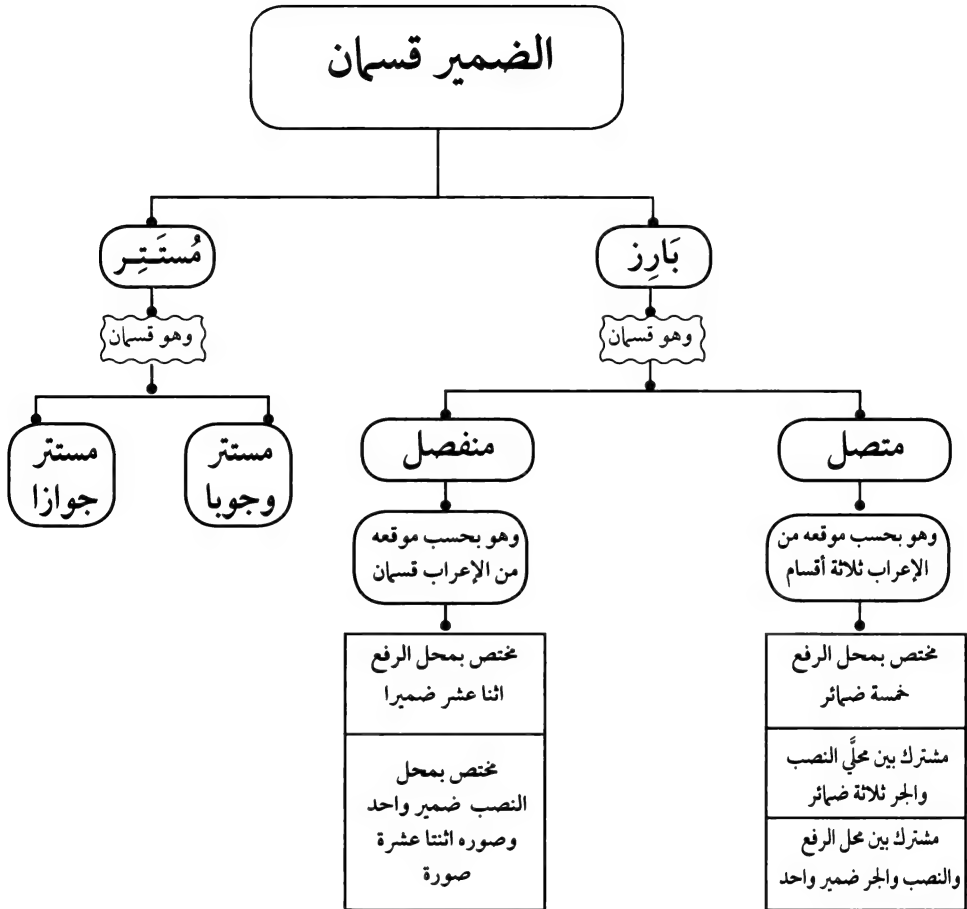 الضمير قسمان
بَارِز
مُستَـتِـر
وهو قسمان
وهو قسمان
متصل
منفصل
مستتر
وجوبا
مستتر
جوازا
وهو بحسب موقعه من
الإعراب ثلاثة أقسام
وهو بحسب موقعه
من الإعراب قسمان
مختص بمحل الرفع
خمسة ضمائر
مشترك بين محلَّي النصب
والجر ثلاثة ضمائر
مشترك بين محل الرفع
والنصب والجر ضمير واحد
مختص بمحل الرفع
اثنا عشر ضميرا
مختص بمحل
النصب ضمير واحد
وصوره اثنتا عشرة
صورة